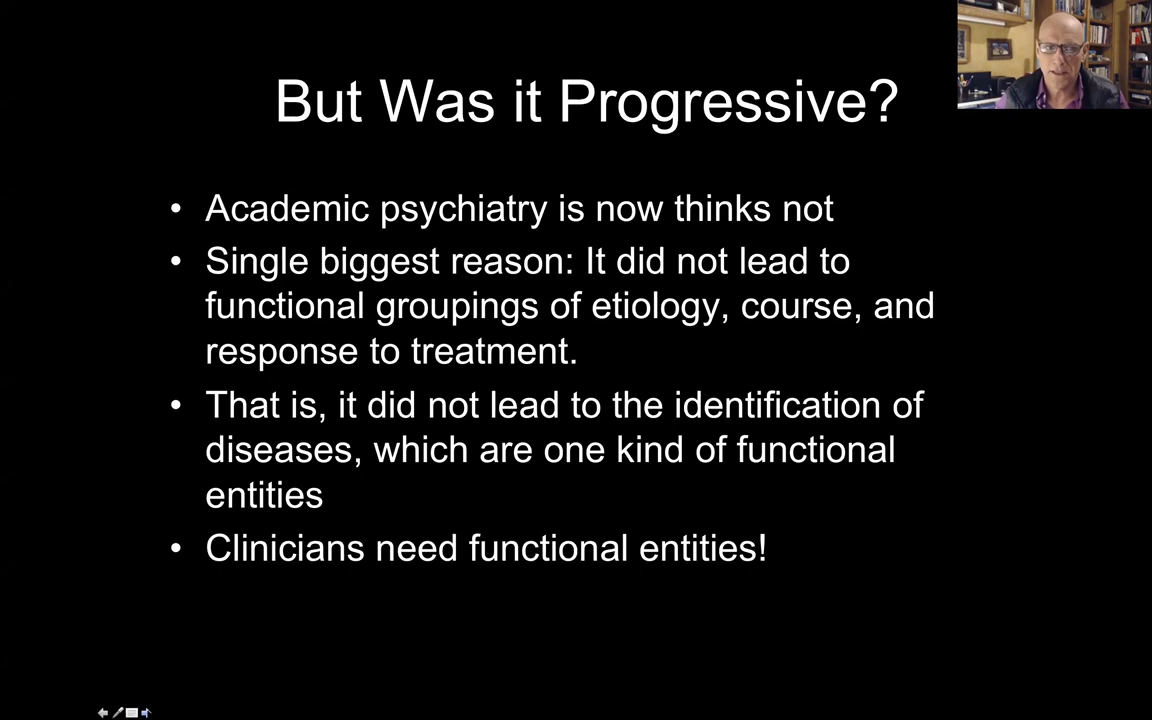 But Was it Progressive?
• Academic psychiatry is now thinks not
• Single biggest reason: It did not lead to
functional groupings of etiology, course, and
response to treatment.
• That is, it did not lead to the identification of
diseases, which are one kind of functional
entities
• Clinicians need functional entities!